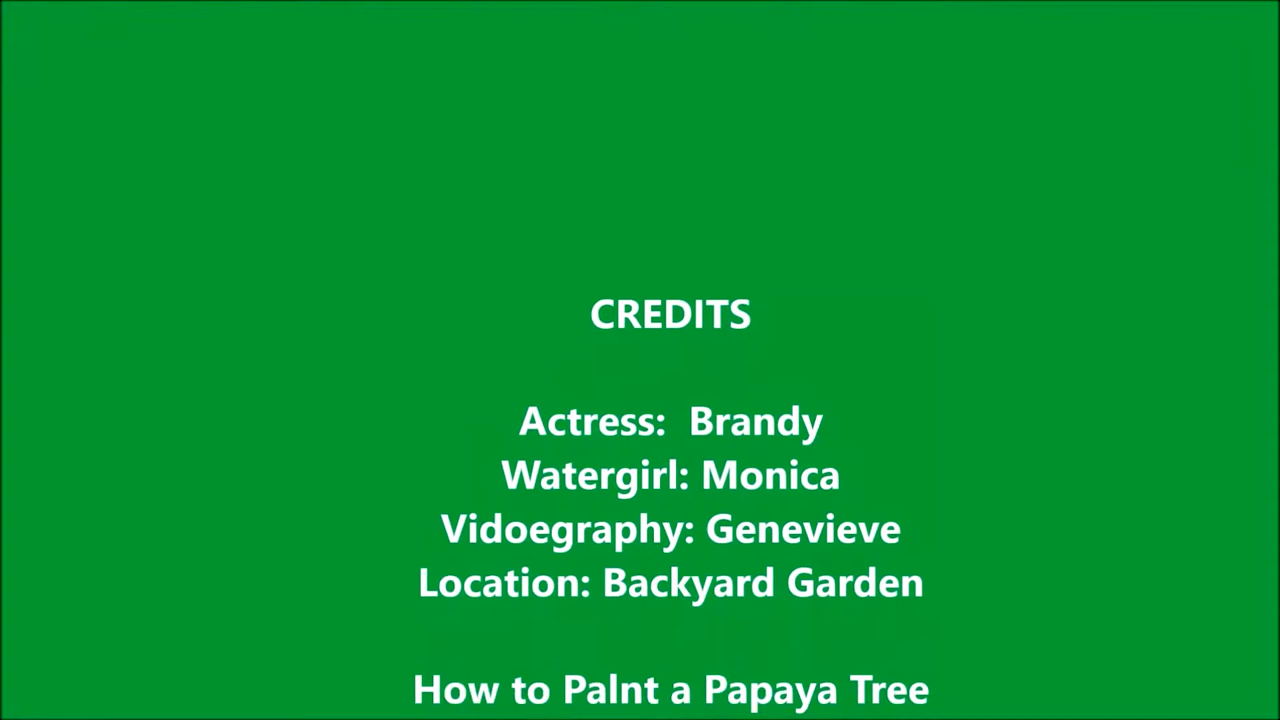 CREDITS
Actress:  Brandy
Watergirl: Monica
Vidoegraphy: Genevieve
Location: Backyard Garden
How to Palnt a Papaya Tree